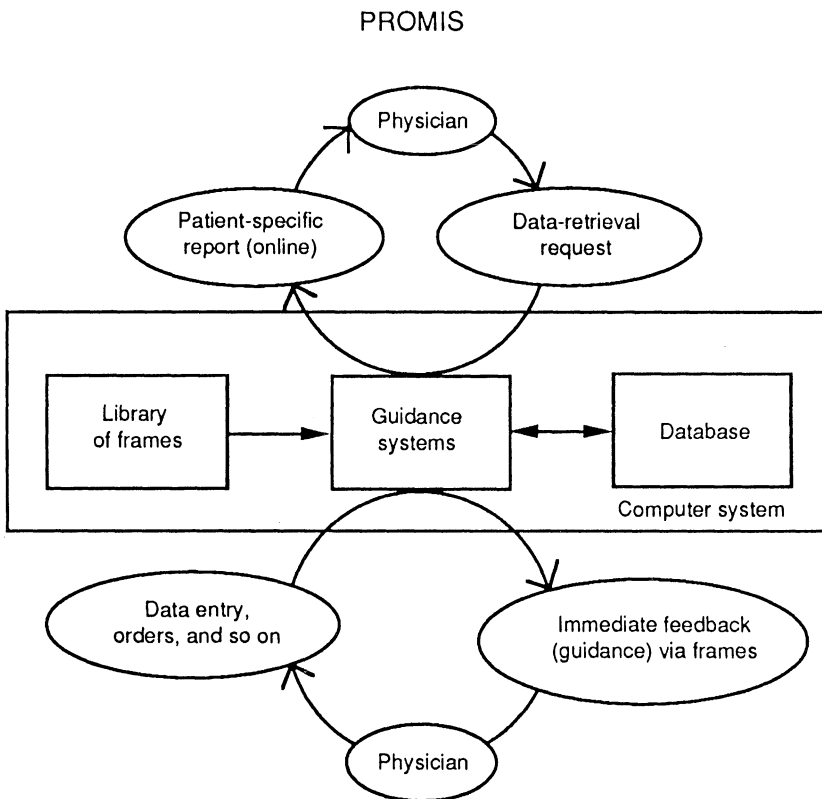 PROMIS
Physician
Patient-specific
report (online)
Data-retrieval
request
Library
of frames
Guidance
systems
Database
Computer system
Data entry,
orders, and so on
Immediate feedback
(guidance) via frames
Physician